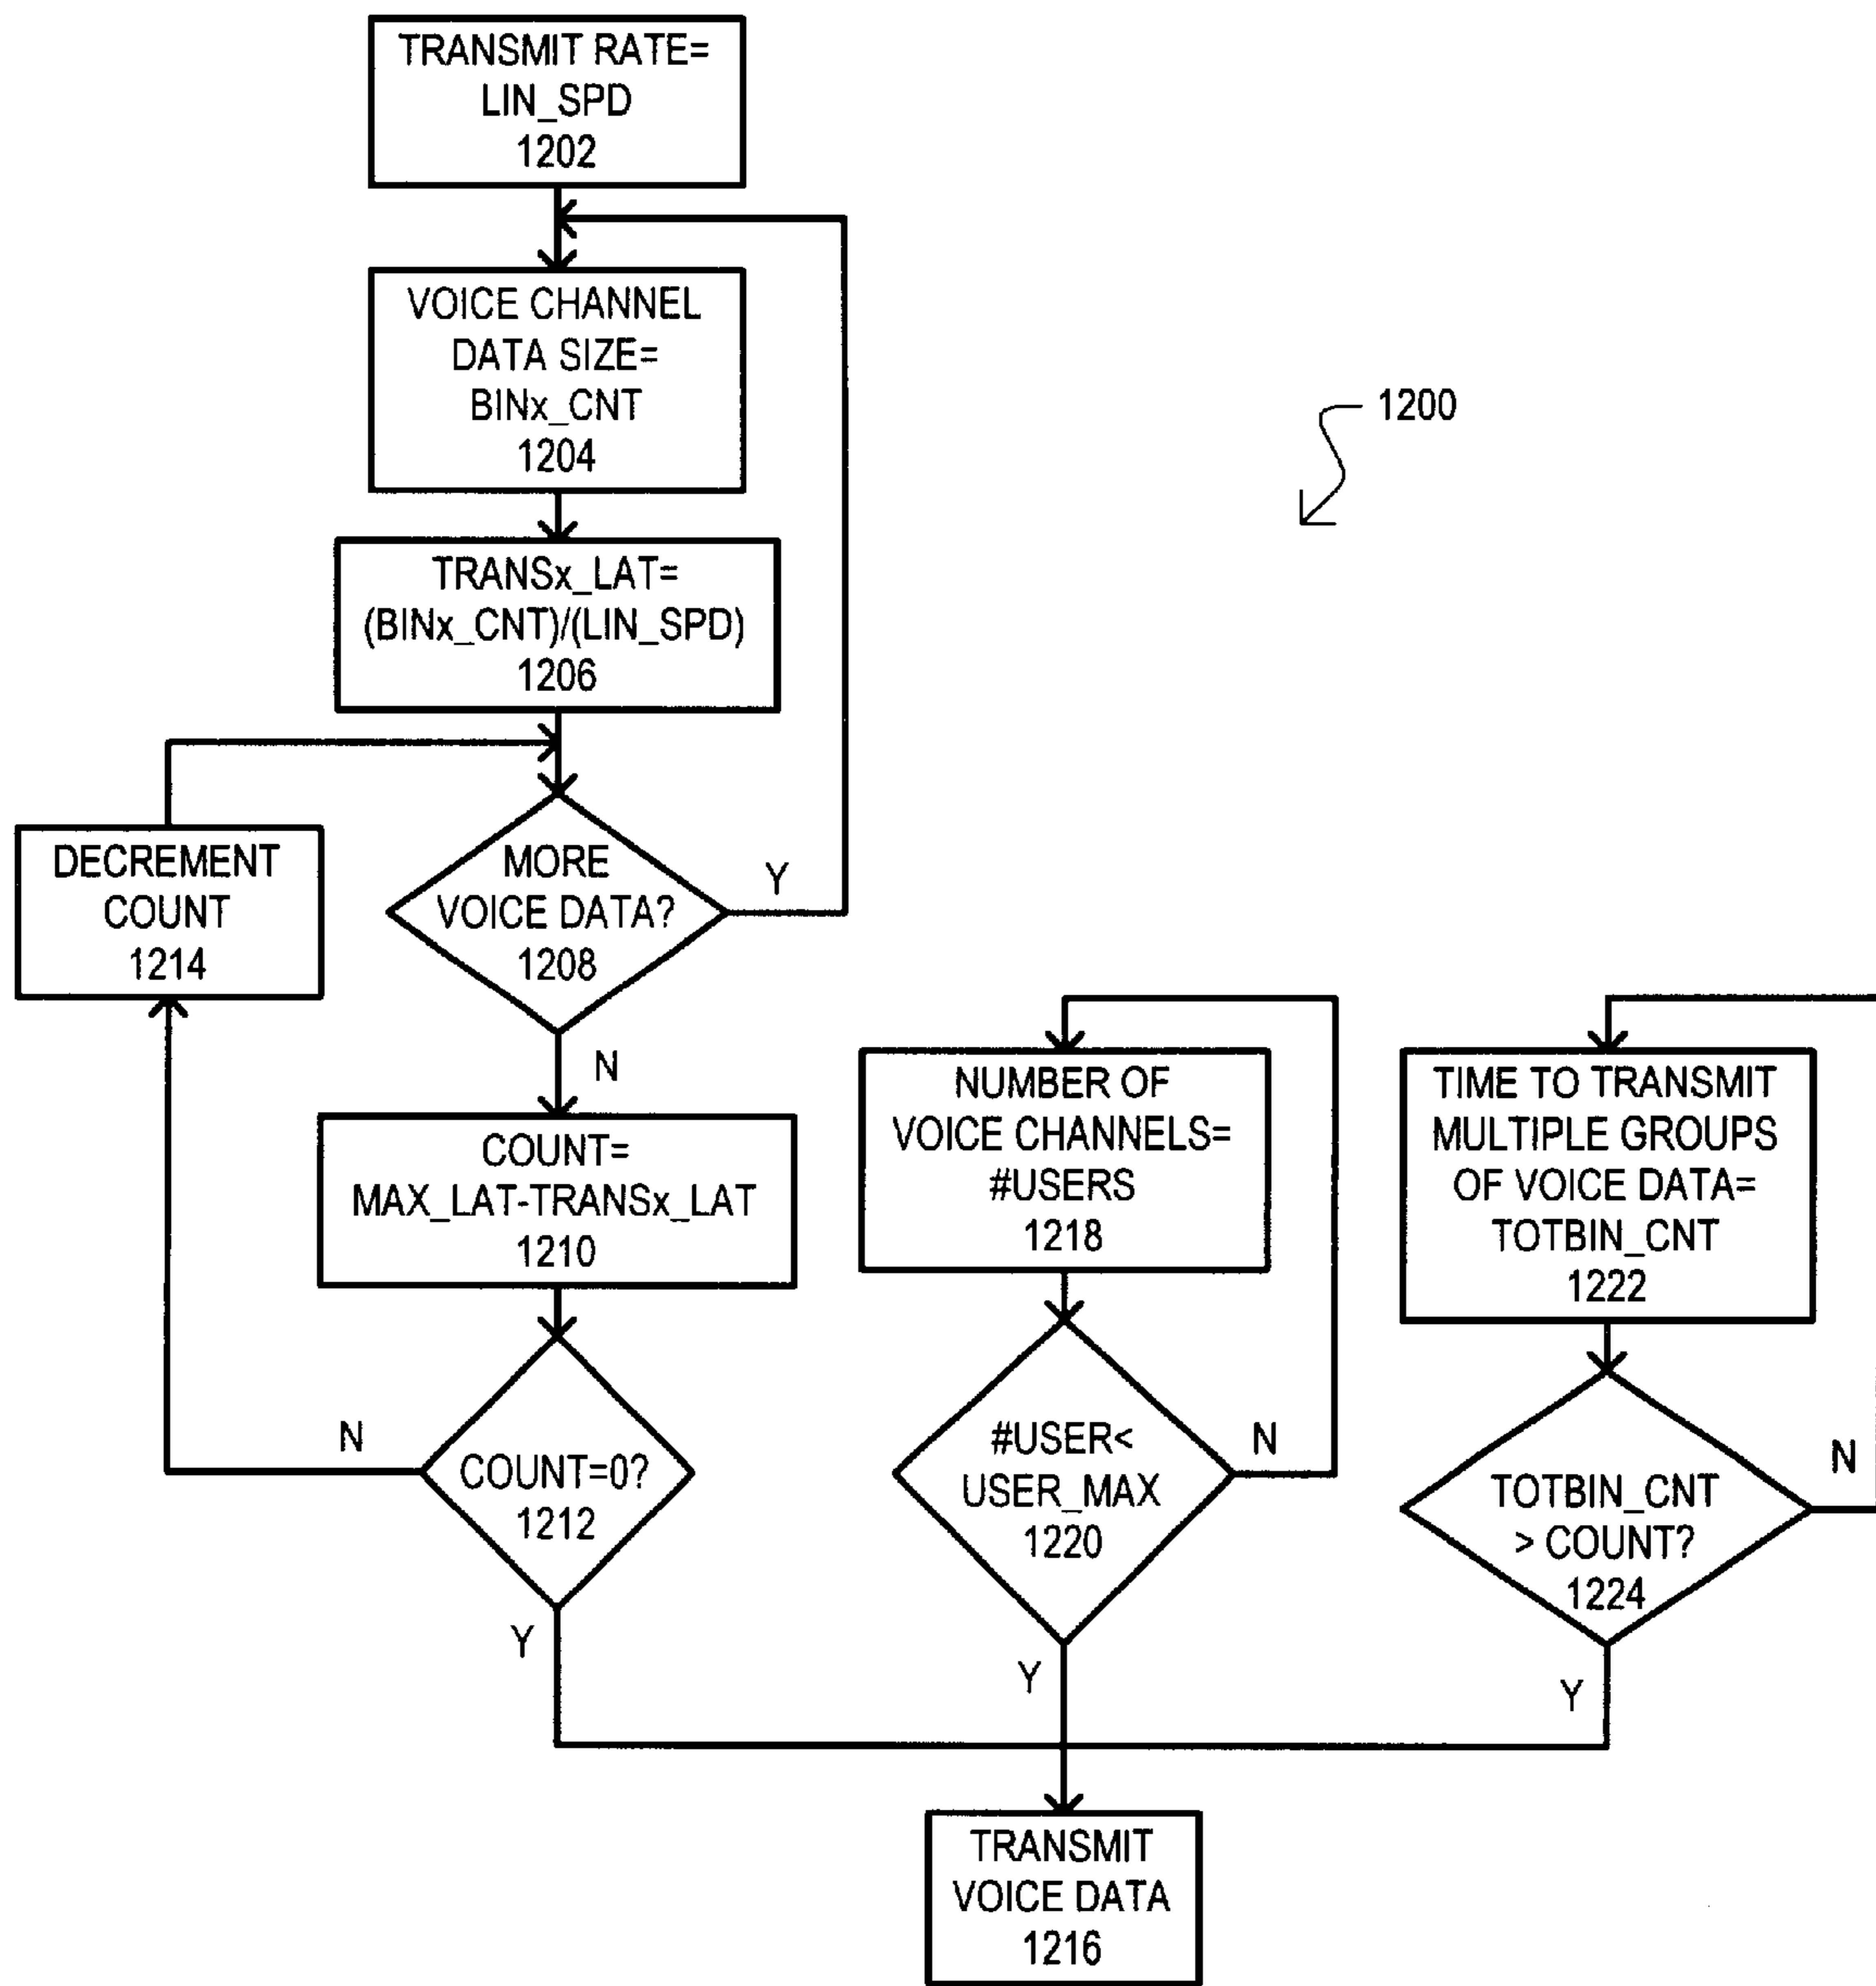 TRANSMIT RATE=
LIN_SPD
1202
VOICE CHANNEL
DATA SIZE=
BINx_CNT
1204
1200
TRANSx_LAT=
(BINx_CNT)/(LIN_SPD)
1206
DECREMENT
COUNT
1214
MORE
VOICE DATA?
1208
Y
N
COUNT=
MAX_LAT-TRANSx_LAT
1210
NUMBER OF
VOICE CHANNELS=
#USERS
1218
TIME TO TRANSMIT
MULTIPLE GROUPS
OF VOICE DATA=
TOTBIN_CNT
1222
N
COUNT=0?
1212
Y
#USER<
USER_MAX
1220
N
Y
TOTBIN_CNT
> COUNT?
1224
N
Y
TRANSMIT
VOICE DATA
1216